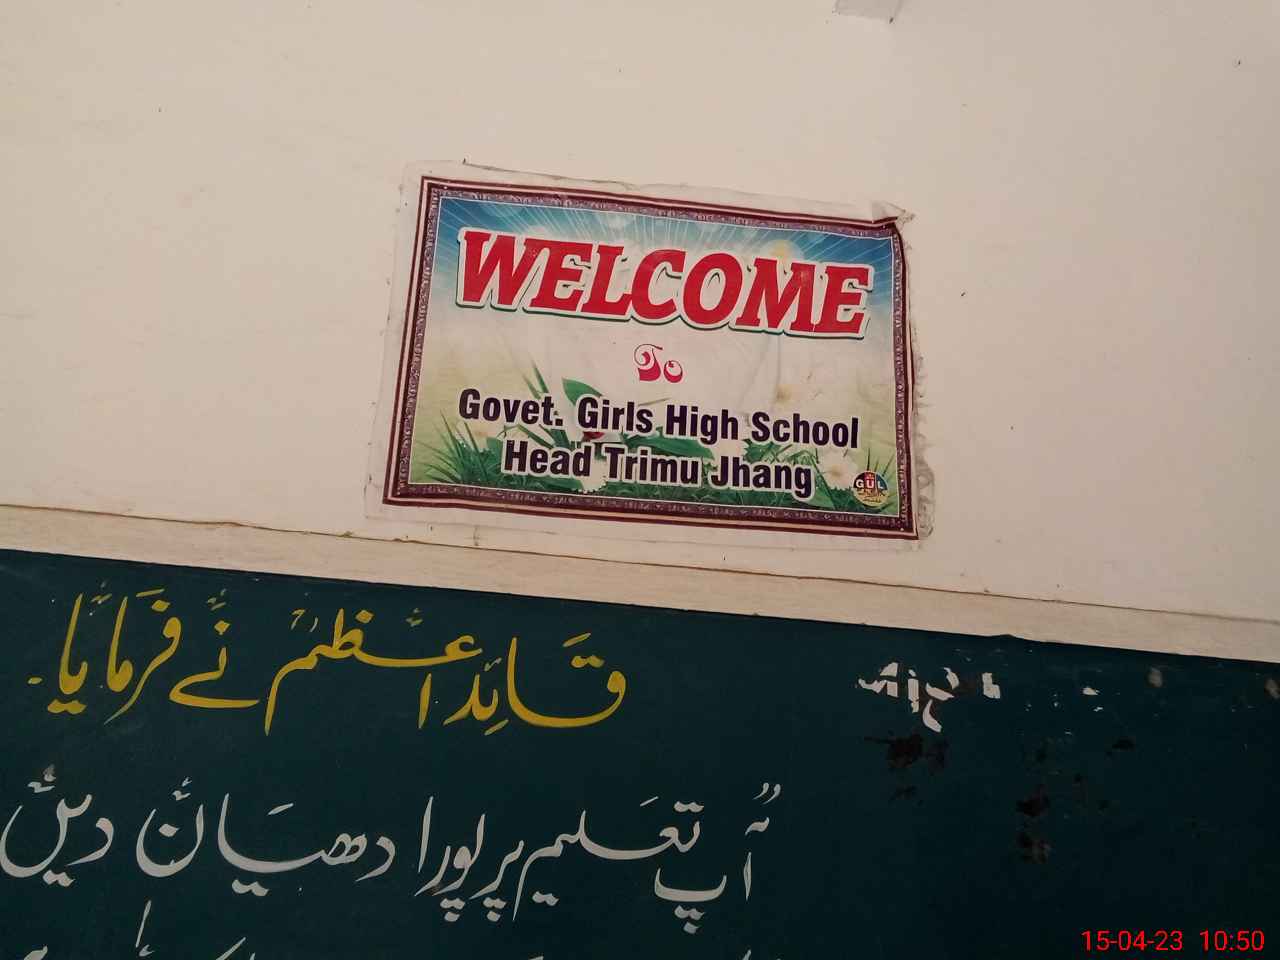 WELCOME
To
Govet. Girls High School
Head Trimu Jhang
GUL
قائد اعظم نے فرمایا۔
آپ تعلیم پر پورا دھیان دیں
15-04-23 10:50